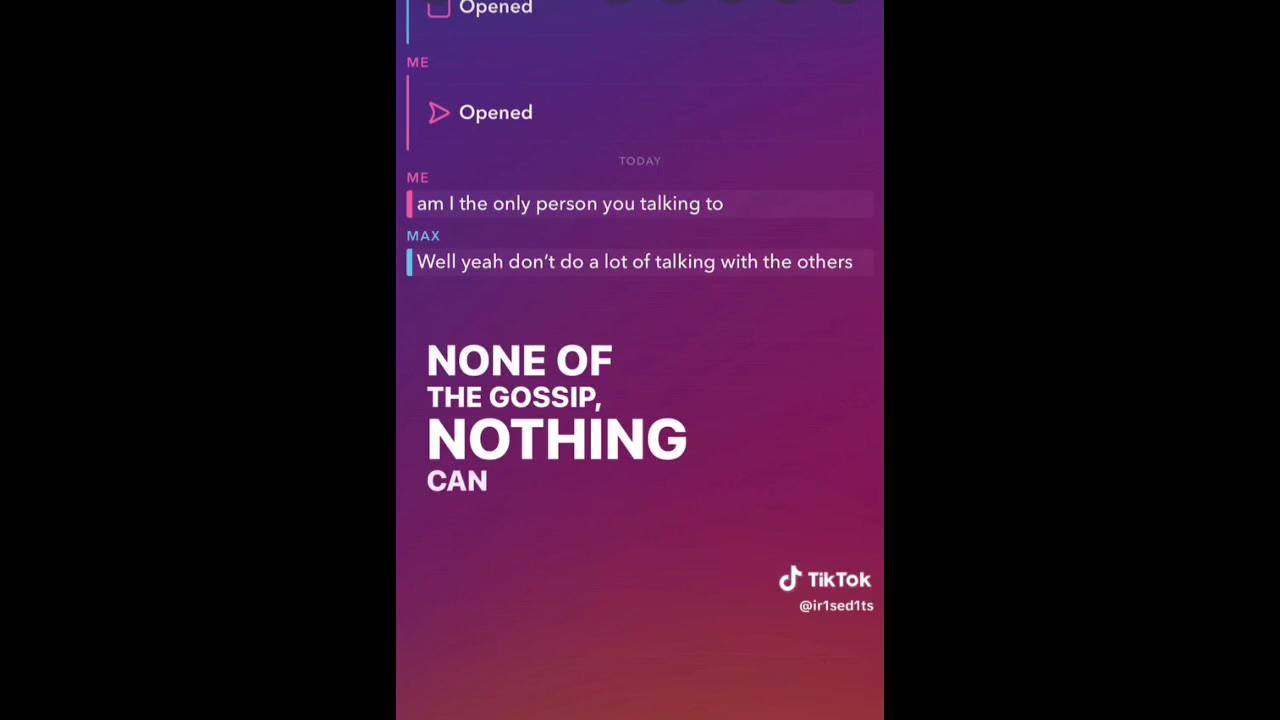 Opened
ME
Opened
TODAY
ME
am I the only person you talking to
MAX
Well yeah don’t do a lot of talking with the others
NONE OF
THE GOSSIP,
NOTHING
CAN
TikTok
@ir1sed1ts